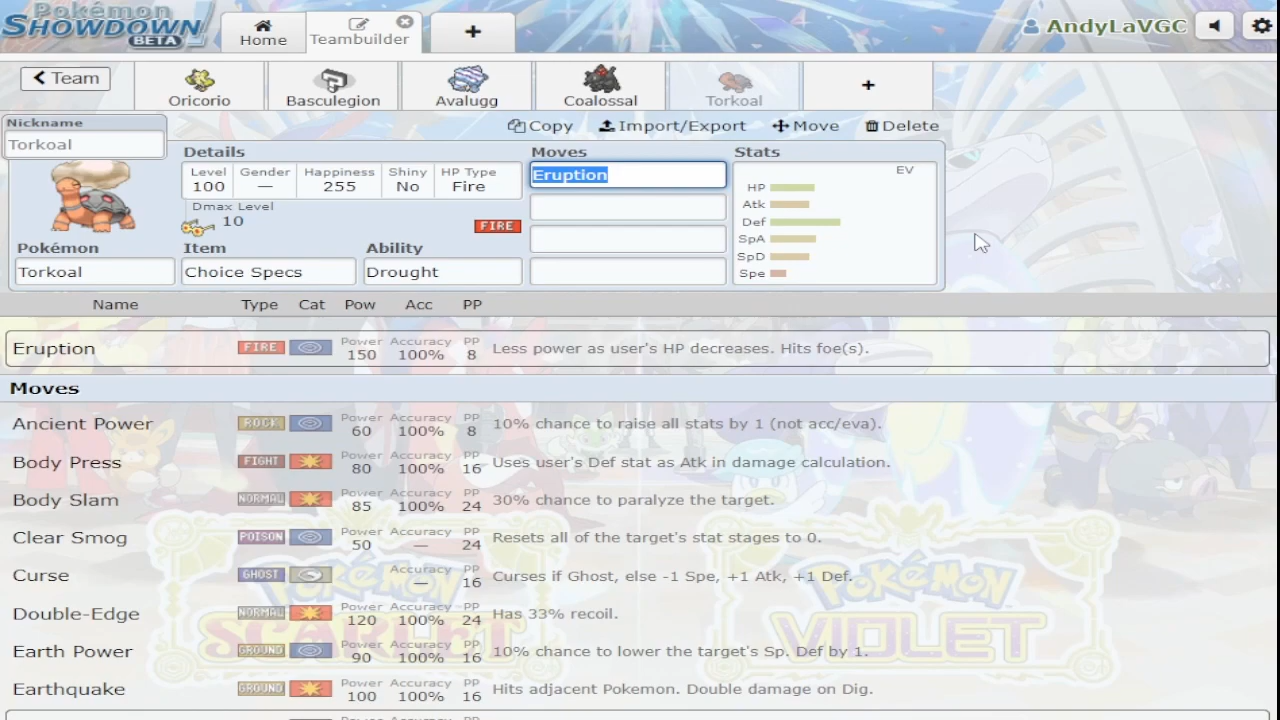 Pokémon
SHOWDOWN
BETA
Home
Teambuilder
+
AndyLaVGC
Team
Oricorio
Basculegion
Avalugg
Coalossal
Torkoal
+
Nickname
Torkoal
Copy
Import/Export
Move
Delete
Details
Level
100
Gender
—
Happiness
255
Shiny
No
HP Type
Fire
Dmax Level
10
FIRE
Pokémon
Torkoal
Item
Choice Specs
Ability
Drought
Moves
Eruption
Stats
EV
HP
Atk
Def
SpA
SpD
Spe
Name Type Cat Pow Acc PP
Eruption FIRE Power 150 Accuracy 100% PP 8 Less power as user's HP decreases. Hits foe(s).
Moves
Ancient Power ROCK Power 60 Accuracy 100% PP 8 10% chance to raise all stats by 1 (not acc/eva).
Body Press FIGHT Power 80 Accuracy 100% PP 16 Uses user's Def stat as Atk in damage calculation.
Body Slam NORMAL Power 85 Accuracy 100% PP 24 30% chance to paralyze the target.
Clear Smog POISON Power 50 Accuracy — PP 24 Resets all of the target's stat stages to 0.
Curse GHOST Accuracy — PP 16 Curses if Ghost, else -1 Spe, +1 Atk, +1 Def.
Double-Edge NORMAL Power 120 Accuracy 100% PP 24 Has 33% recoil.
Earth Power GROUND Power 90 Accuracy 100% PP 16 10% chance to lower the target's Sp. Def by 1.
Earthquake GROUND Power 100 Accuracy 100% PP 16 Hits adjacent Pokemon. Double damage on Dig.
Power Accuracy PP
Pokémon
SCARLET
Pokémon
VIOLET